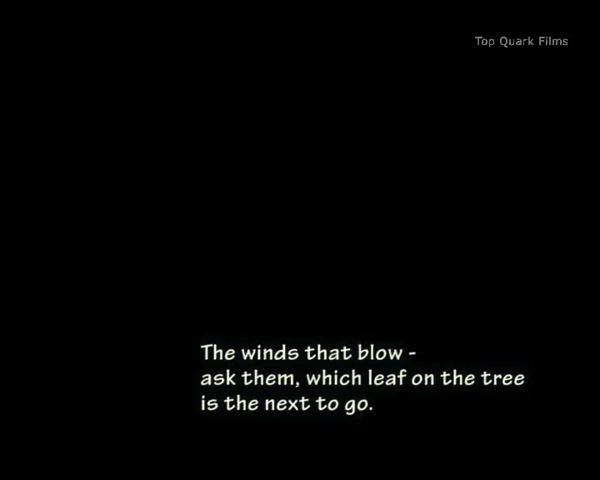 Top Quark Films
The winds that blow -
ask them, which leaf on the tree
is the next to go.